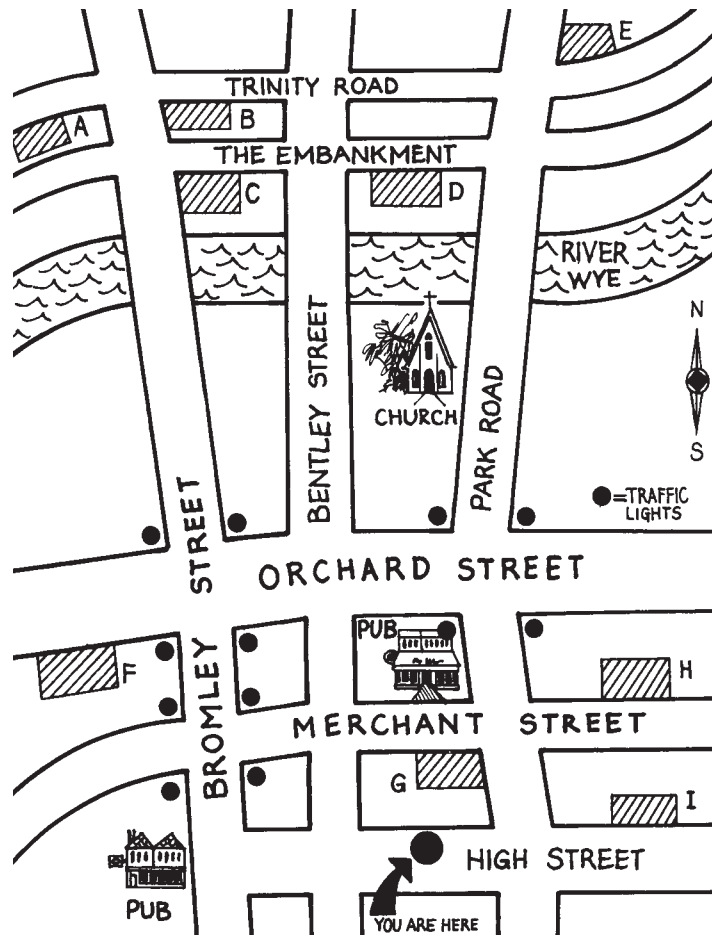 E
TRINITY ROAD
A
B
THE EMBANKMENT
C
D
RIVER
WYE
N
S
BENTLEY STREET
CHURCH
PARK ROAD
=TRAFFIC
LIGHTS
BROMLEY STREET
ORCHARD STREET
PUB
F
H
MERCHANT STREET
G
I
HIGH STREET
PUB
YOU ARE HERE